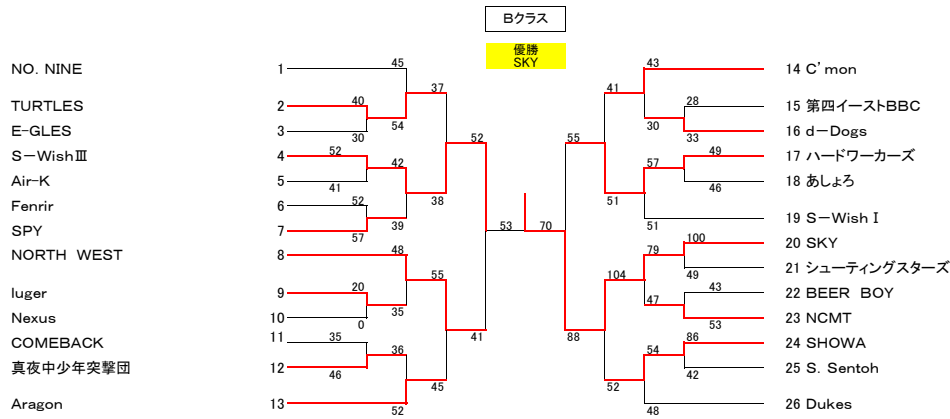 Bクラス
優勝
SKY
NO. NINE 1 45 43 14 C'mon
37 41
TURTLES 2 40 28 15 第四イーストBBC
E-GLES 3 30 54 30 33 16 d-Dogs
52 55
S-WishⅢ 4 52 49 17 ハードワーカーズ
42 57
Air-K 5 41 46 18 あしょろ
38 51
Fenrir 6 52
39 51 19 S-WishⅠ
SPY 7 57
53 70
100 20 SKY
NORTH WEST 8 48 79
55 104 49 21 シューティングスターズ
luger 9 20 43 22 BEER BOY
35 47
Nexus 10 0 53 23 NCMT
41 88
COMEBACK 11 35 86 24 SHOWA
36 54
真夜中少年突撃団 12 46 42 25 S. Sentoh
45 52
Aragon 13 52 48 26 Dukes